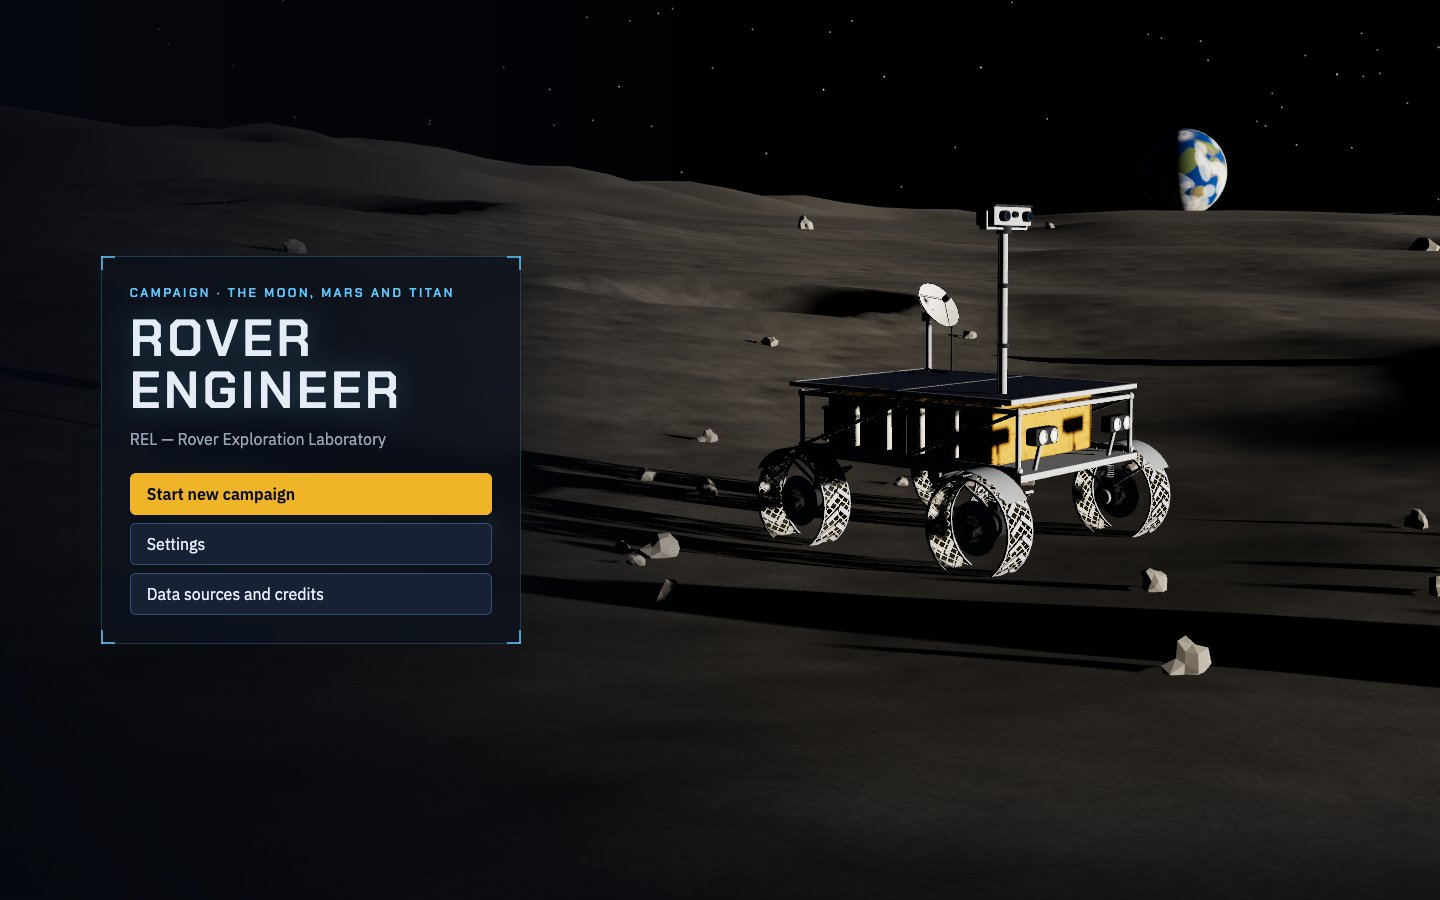 CAMPAIGN · THE MOON, MARS AND TITAN
ROVER
ENGINEER
REL — Rover Exploration Laboratory
Start new campaign
Settings
Data sources and credits